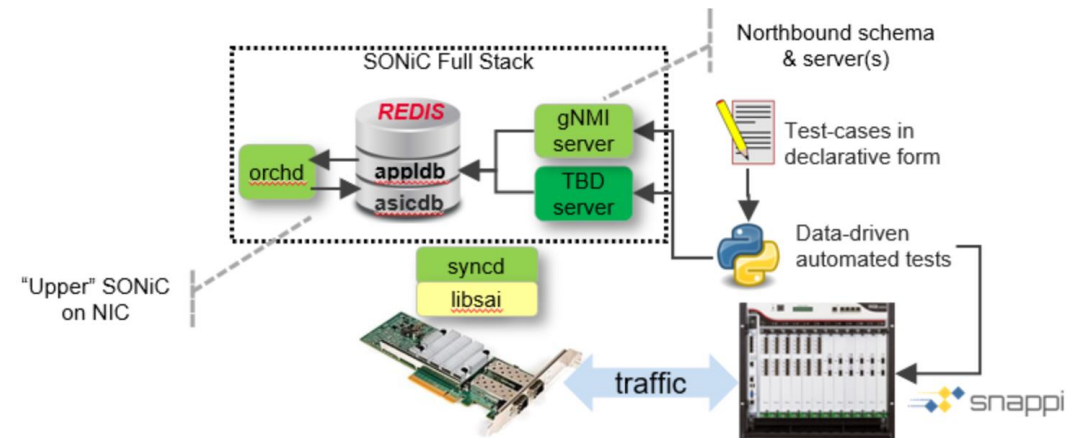 Northbound schema
& server(s)
SONiC Full Stack
REDIS
appldb
asicdb
orchd
gNMI
server
TBD
server
Test-cases in
declarative form
Data-driven
automated tests
"Upper" SONiC
on NIC
syncd
libsai
traffic
snappi